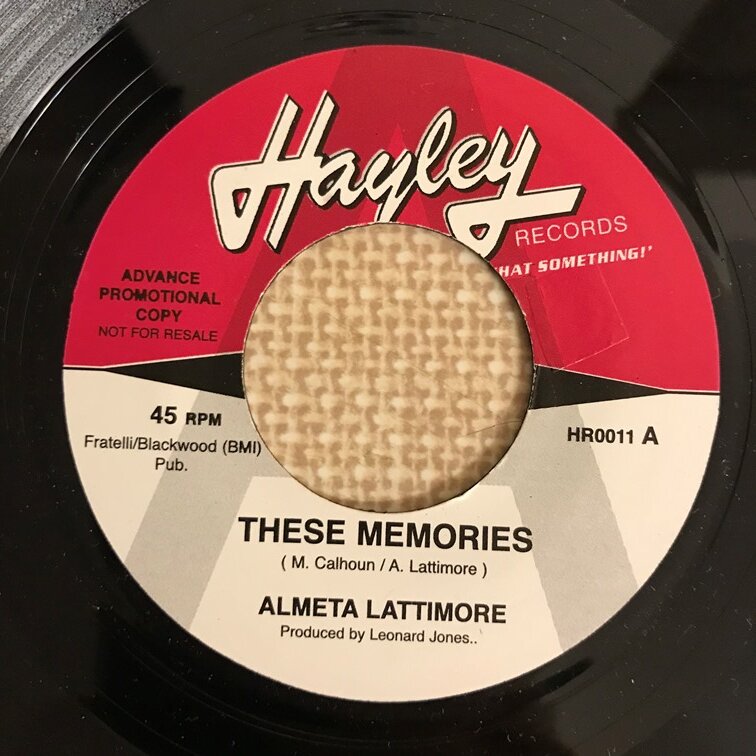 Hayley
RECORDS
HAT SOMETHING!'
ADVANCE
PROMOTIONAL
COPY
NOT FOR RESALE
45 RPM
Fratelli/Blackwood (BMI)
Pub.
HR0011 A
THESE MEMORIES
( M. Calhoun / A. Lattimore )
ALMETA LATTIMORE
Produced by Leonard Jones..